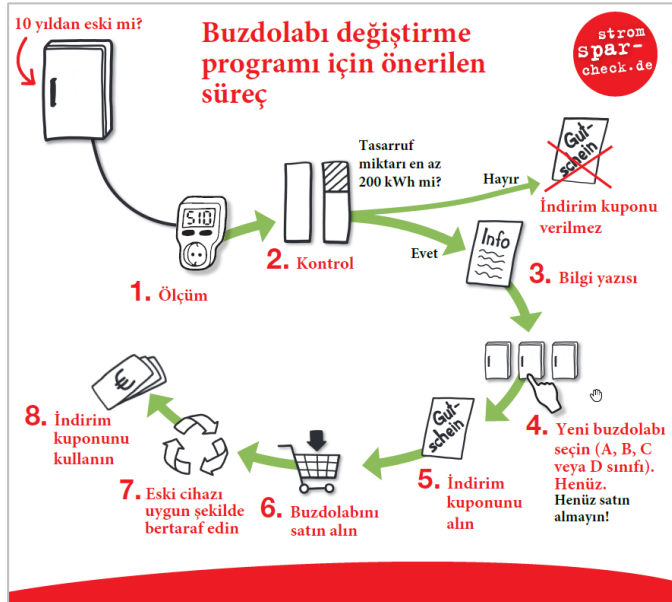 10 yıldan eski mi?
Buzdolabı değiştirme
programı için önerilen
süreç
strom
spar-
check.de
510
1. Ölçüm
2. Kontrol
Tasarruf
miktarı en az
200 kWh mi?
Hayır
Evet
Gut-
schein
İndirim kuponu
verilmez
Info
3. Bilgi yazısı
4. Yeni buzdolabı
seçin (A, B, C
veya D sınıfı).
Henüz.
Henüz satın
almayın!
Gut-
schein
5. İndirim
kuponunu
alın
6. Buzdolabını
satın alın
7. Eski cihazı
uygun şekilde
bertaraf edin
€
8. İndirim
kuponunu
kullanın